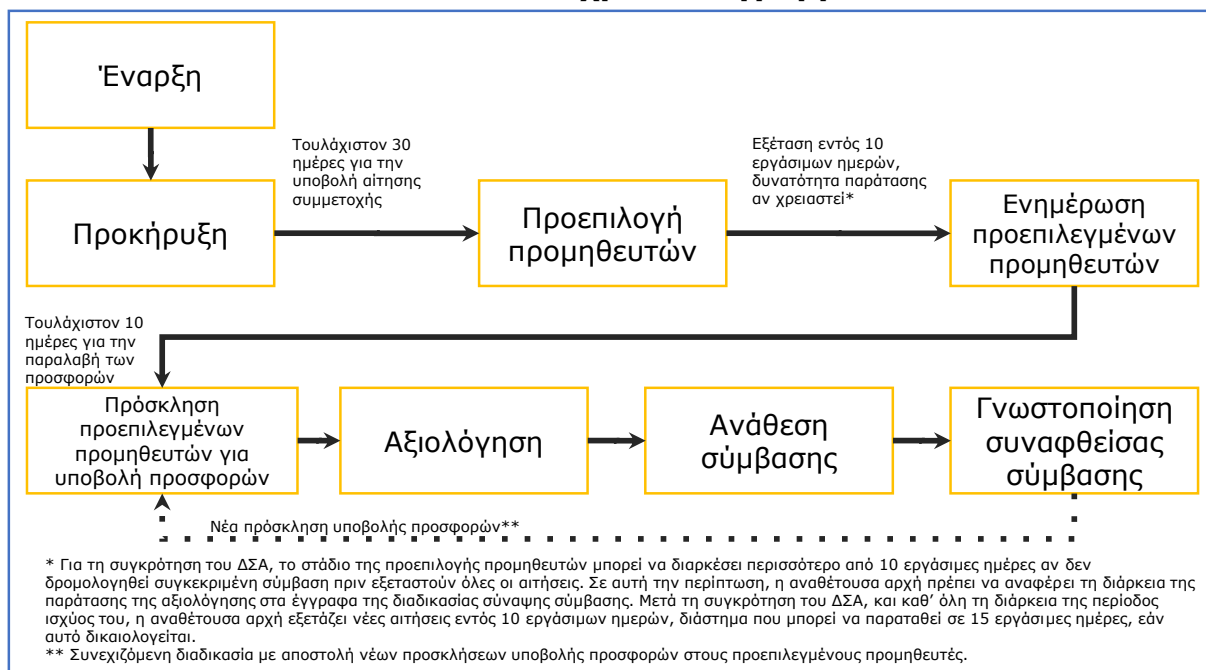 Έναρξη
Τουλάχιστον 30
ημέρες για την
υποβολή αίτησης
συμμετοχής
Εξέταση εντός 10
εργάσιμων ημερών,
δυνατότητα παράτασης
αν χρειαστεί*
Προκήρυξη
Προεπιλογή
προμηθευτών
Ενημέρωση
προεπιλεγμένων
προμηθευτών
Τουλάχιστον 10
ημέρες για την
παραλαβή των
προσφορών
Πρόσκληση
προεπιλεγμένων
προμηθευτών για
υποβολή προσφορών
Αξιολόγηση
Ανάθεση
σύμβασης
Γνωστοποίηση
συναφθείσας
σύμβασης
Νέα πρόσκληση υποβολής προσφορών**
* Για τη συγκρότηση του ΔΣΑ, το στάδιο της προεπιλογής προμηθευτών μπορεί να διαρκέσει περισσότερο από 10 εργάσιμες ημέρες αν δεν
δρομολογηθεί συγκεκριμένη σύμβαση πριν εξεταστούν όλες οι αιτήσεις. Σε αυτή την περίπτωση, η αναθέτουσα αρχή πρέπει να αναφέρει τη διάρκεια της
παράτασης της αξιολόγησης στα έγγραφα της διαδικασίας σύναψης σύμβασης. Μετά τη συγκρότηση του ΔΣΑ, και καθ’ όλη τη διάρκεια της περίοδος
ισχύος του, η αναθέτουσα αρχή εξετάζει νέες αιτήσεις εντός 10 εργάσιμων ημερών, διάστημα που μπορεί να παραταθεί σε 15 εργάσιμες ημέρες, εάν
αυτό δικαιολογείται.
** Συνεχιζόμενη διαδικασία με αποστολή νέων προσκλήσεων υποβολής προσφορών στους προεπιλεγμένους προμηθευτές.